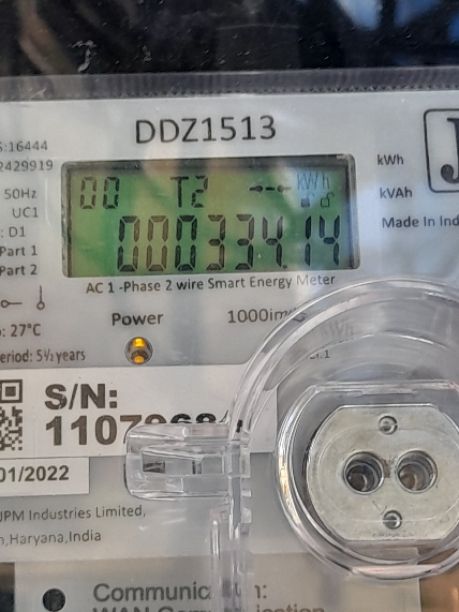 DDZ1513
:16444
2429919
50Hz
UC1
: D1
Part 1
Part 2
kWh
kVAh
Made In Ind
00 T2 kWh
000334.14
AC 1 -Phase 2 wire Smart Energy Meter
: 27°C
eriod: 5½ years
Power
1000im
S/N:
01/2022
JPM Industries Limited,
,Haryana,India
Communic